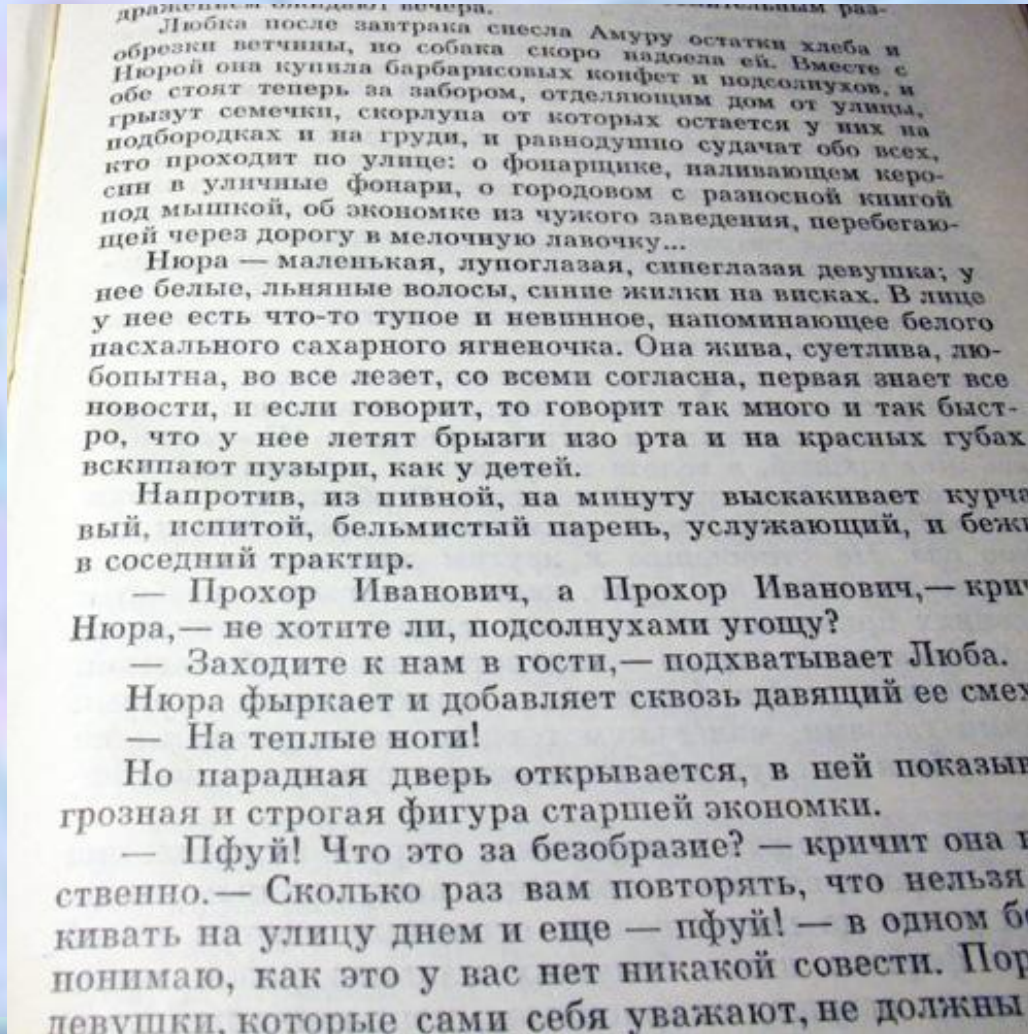 дражением ожидают вечера. раз-
Любка после завтрака снесла Амуру остатки хлеба и
обрезки ветчины, но собака скоро надоела ей. Вместе с
Нюрой она купила барбарисовых конфет и подсолнухов, и
обе стоят теперь за забором, отделяющим дом от улицы,
грызут семечки, скорлупа от которых остается у них на
подбородках и на груди, и равнодушно судачат обо всех,
кто проходит по улице: о фонарщике, наливающем керо-
син в уличные фонари, о городовом с разносной книгой
под мышкой, об экономке из чужого заведения, перебегаю-
щей через дорогу в мелочную лавочку...
Нюра — маленькая, лупоглазая, синеглазая девушка; у
нее белые, льняные волосы, синие жилки на висках. В лице
у нее есть что-то тупое и невинное, напоминающее белого
пасхального сахарного ягненочка. Она жива, суетлива, лю-
бопытна, во все лезет, со всеми согласна, первая знает все
новости, и если говорит, то говорит так много и так быст-
ро, что у нее летят брызги изо рта и на красных губах
вскипают пузыри, как у детей.
Напротив, из пивной, на минуту выскакивает курча
вый, испитой, бельмистый парень, услужающий, и бежи
в соседний трактир.
— Прохор Иванович, а Прохор Иванович,— крич
Нюра,— не хотите ли, подсолнухами угощу?
— Заходите к нам в гости,— подхватывает Люба.
Нюра фыркает и добавляет сквозь давящий ее смех
— На теплые ноги!
Но парадная дверь открывается, в ней показыв
грозная и строгая фигура старшей экономки.
— Пфуй! Что это за безобразие? — кричит она н
ственно.— Сколько раз вам повторять, что нельзя
кивать на улицу днем и еще — пфуй! — в одном бе
понимаю, как это у вас нет никакой совести. Пор
девушки, которые сами себя уважают, не должны